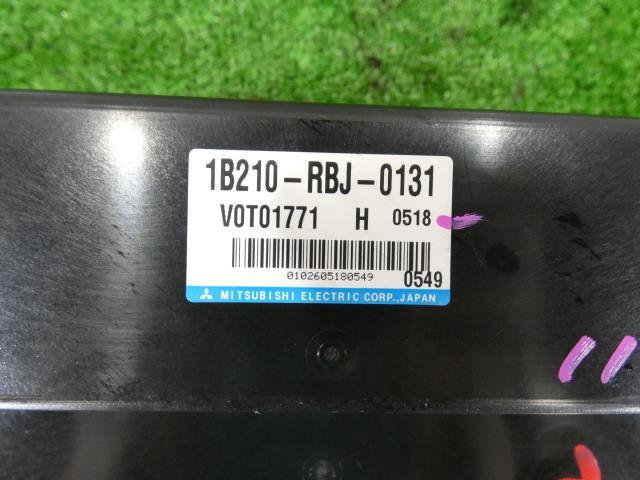 1B210-RBJ-0131
V0T01771 H 0518
0102605180549
0549
MITSUBISHI ELECTRIC CORP.,JAPAN